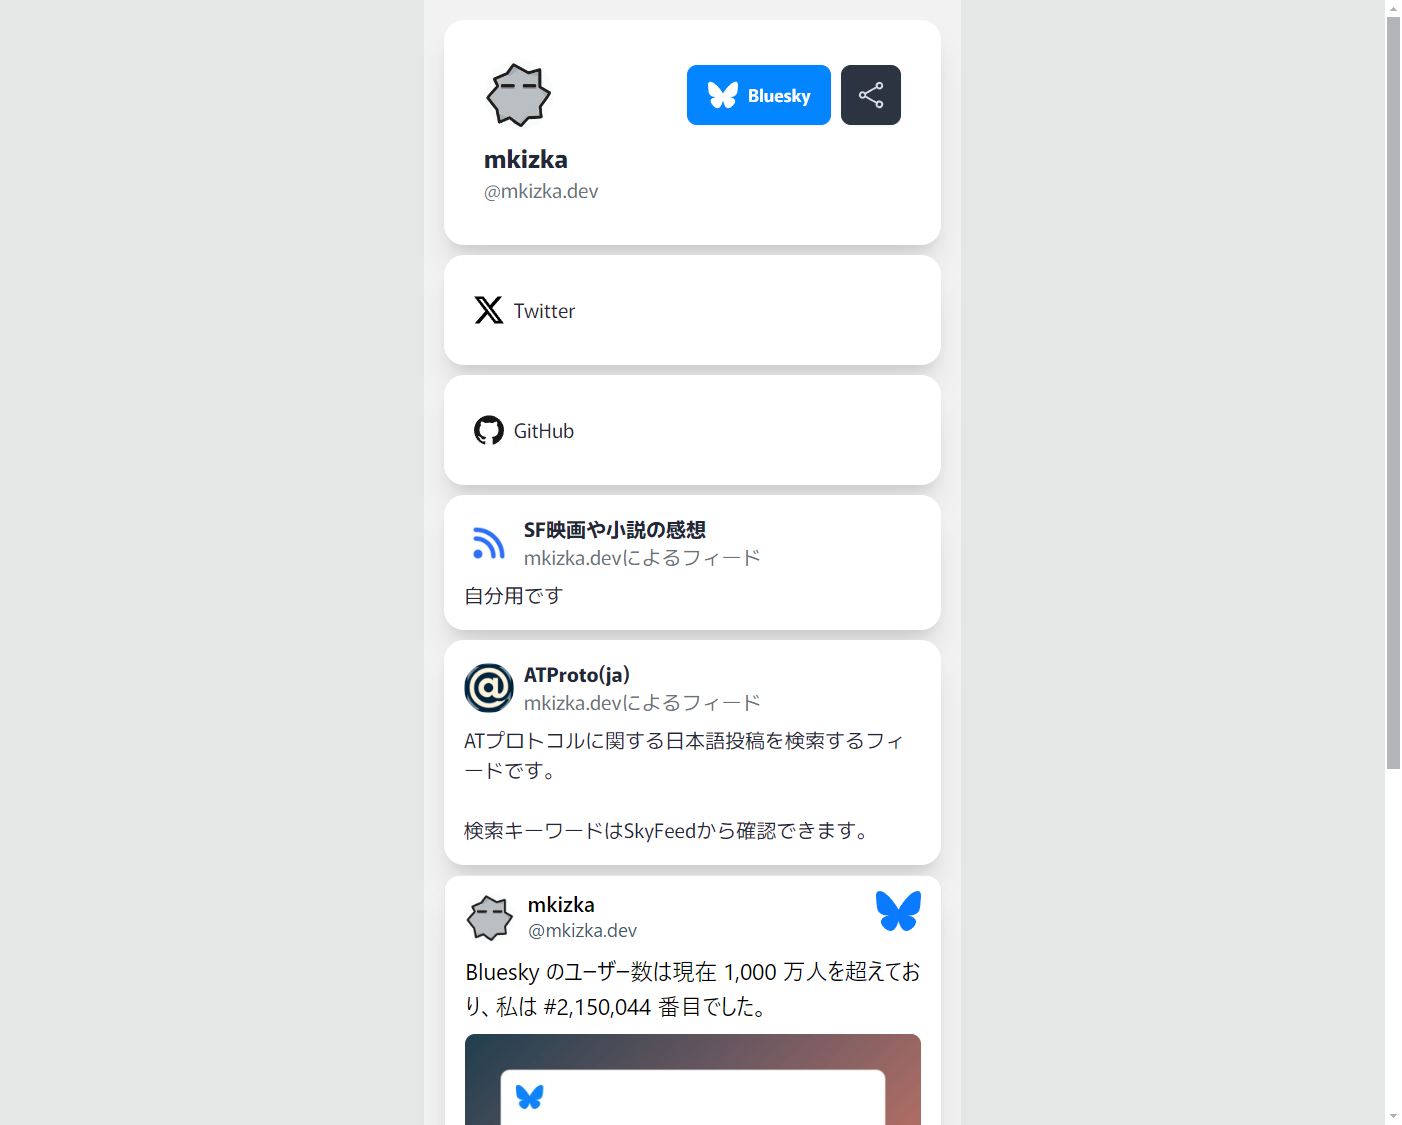 Bluesky
mkizka
@mkizka.dev
Twitter
GitHub
SF映画や小説の感想
mkizka.devによるフィード
自分用です
ATProto(ja)
mkizka.devによるフィード
ATプロトコルに関する日本語投稿を検索するフィ
ードです。
検索キーワードはSkyFeedから確認できます。
mkizka
@mkizka.dev
Bluesky のユーザー数は現在 1,000 万人を超えてお
り、私は #2,150,044 番目でした。